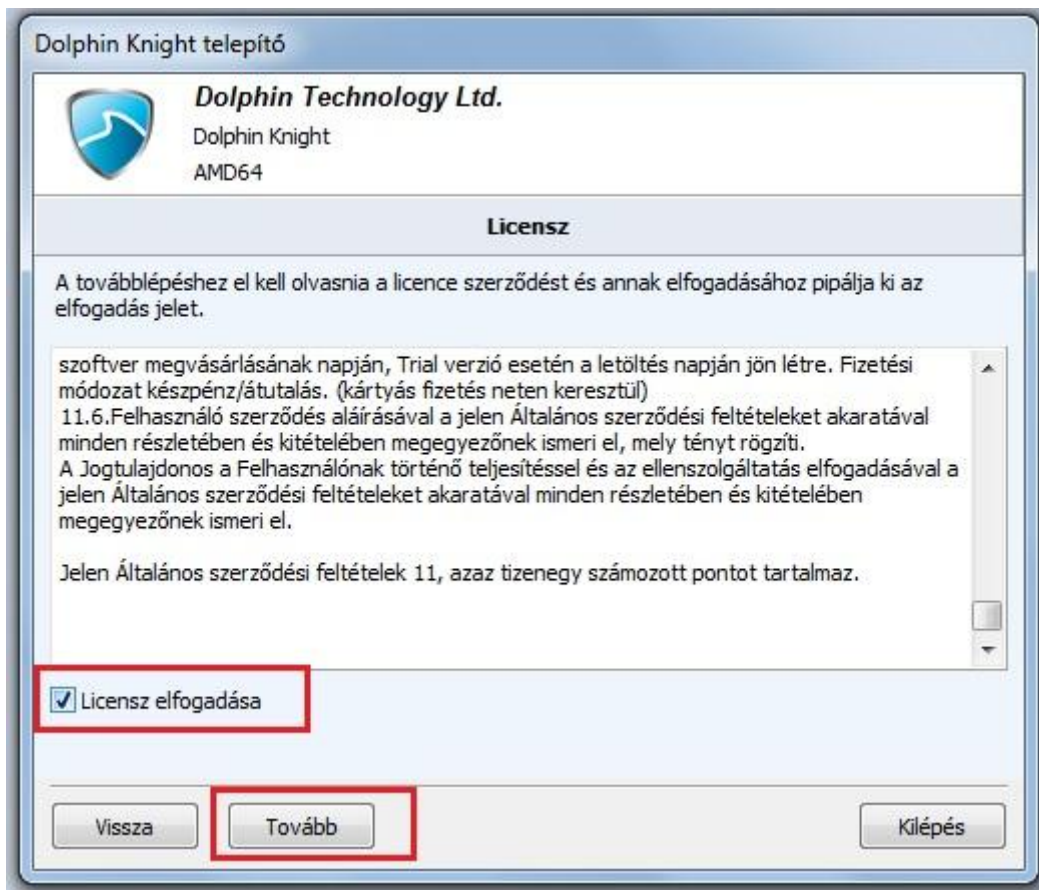 Dolphin Knight telepítő
Dolphin Technology Ltd.
Dolphin Knight
AMD64
Licensz
A továbblépéshez el kell olvasnia a licence szerződést és annak elfogadásához pipálja ki az
elfogadás jelet.
szoftver megvásárlásának napján, Trial verzió esetén a letöltés napján jön létre. Fizetési
módozat készpénz/átutalás. (kártyás fizetés neten keresztül)
11.6.Felhasználó szerződés aláírásával a jelen Általános szerződési feltételeket akaratával
minden részletében és kitételében megegyezőnek ismeri el, mely tényt rögzíti.
A Jogtulajdonos a Felhasználónak történő teljesítéssel és az ellenszolgáltatás elfogadásával a
jelen Általános szerződési feltételeket akaratával minden részletében és kitételében
megegyezőnek ismeri el.
Jelen Általános szerződési feltételek 11, azaz tizenegy számozott pontot tartalmaz.
Licensz elfogadása
Vissza
Tovább
Kilépés